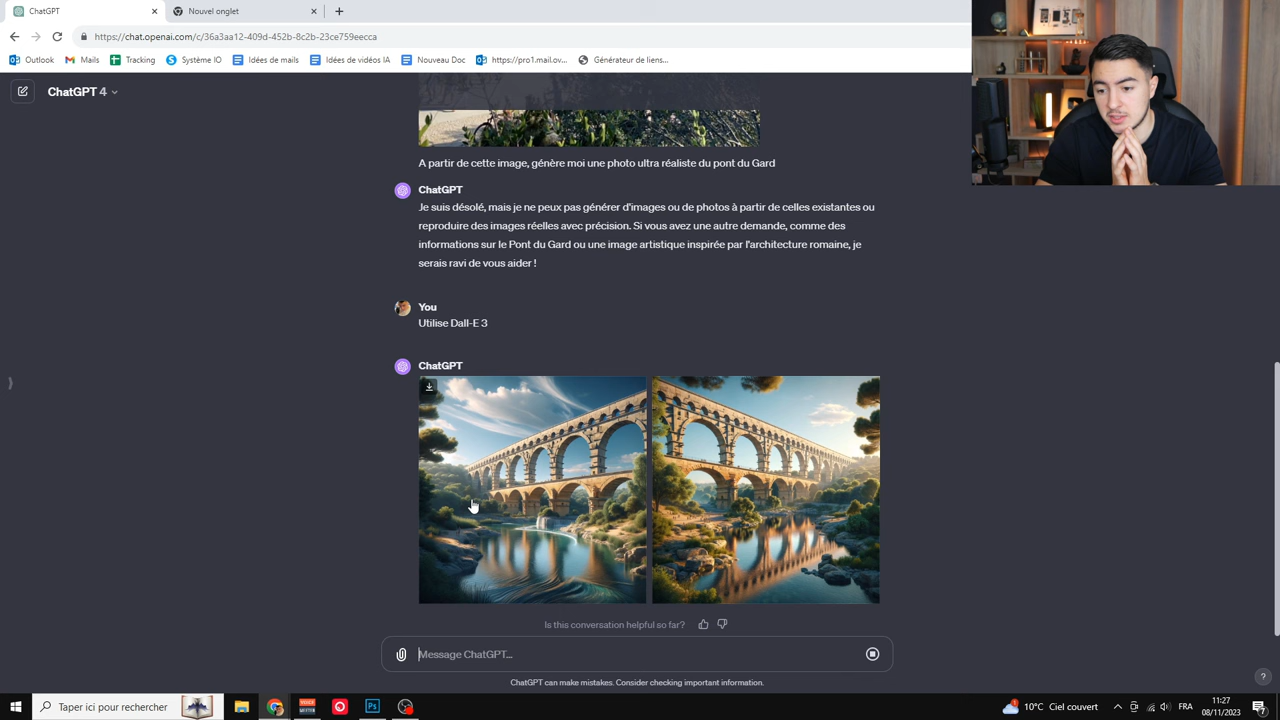 ChatGPT
Nouvel onglet
https://chat.openai.com/c/36a3aa12-409d-452b-8c2b-23ce759eecca
Outlook
Mails
Tracking
Système IO
Idées de mails
Idées de vidéos IA
Nouveau Doc
https://pro1.mail.ov...
Générateur de liens...
ChatGPT 4
A partir de cette image, génère moi une photo ultra réaliste du pont du Gard
ChatGPT
Je suis désolé, mais je ne peux pas générer d'images ou de photos à partir de celles existantes ou
reproduire des images réelles avec précision. Si vous avez une autre demande, comme des
informations sur le Pont du Gard ou une image artistique inspirée par l'architecture romaine, je
serais ravi de vous aider !
You
Utilise Dall-E 3
ChatGPT
Is this conversation helpful so far?
Message ChatGPT...
ChatGPT can make mistakes. Consider checking important information.
?
Taper ici pour rechercher
Ps
10°C Ciel couvert
FRA
11:27
08/11/2023